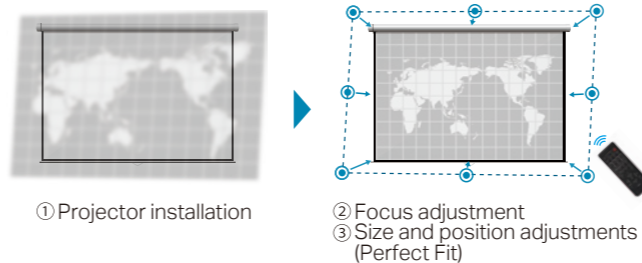 ①Projector installation
②Focus adjustment
③Size and position adjustments
(Perfect Fit)